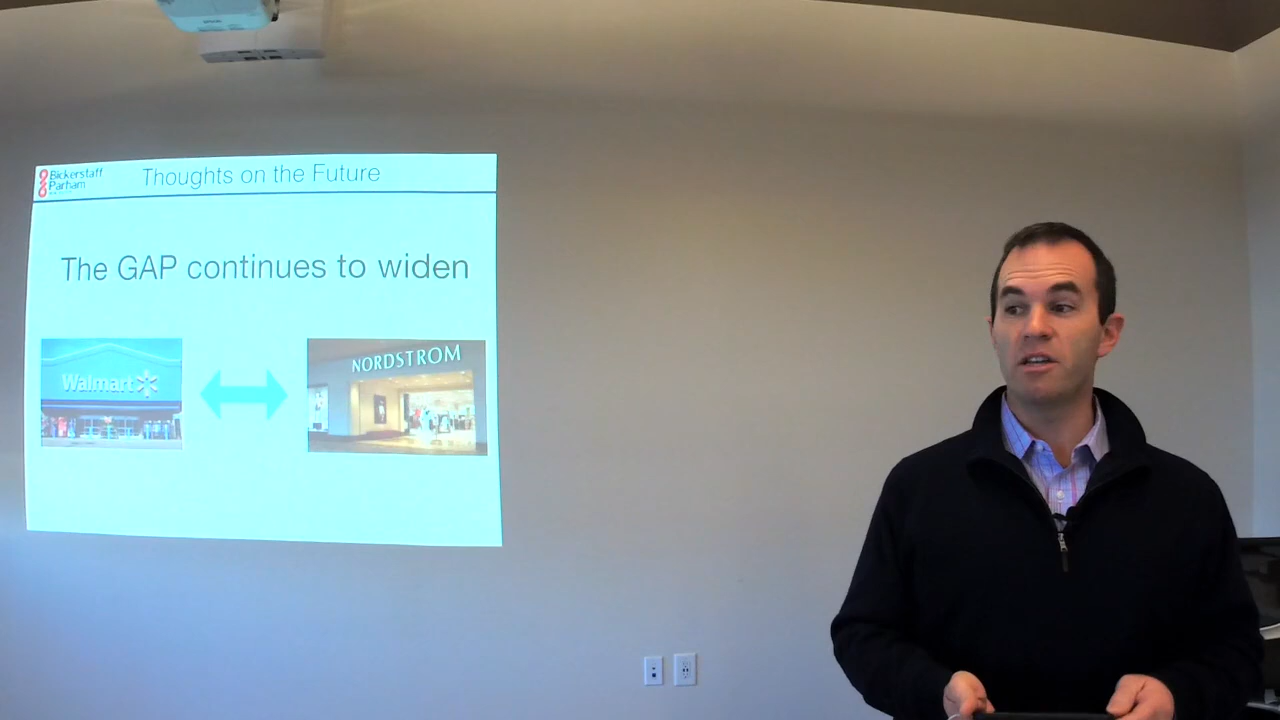 Bickerstaff
Parham
Thoughts on the Future
The GAP continues to widen
Walmart
NORDSTROM